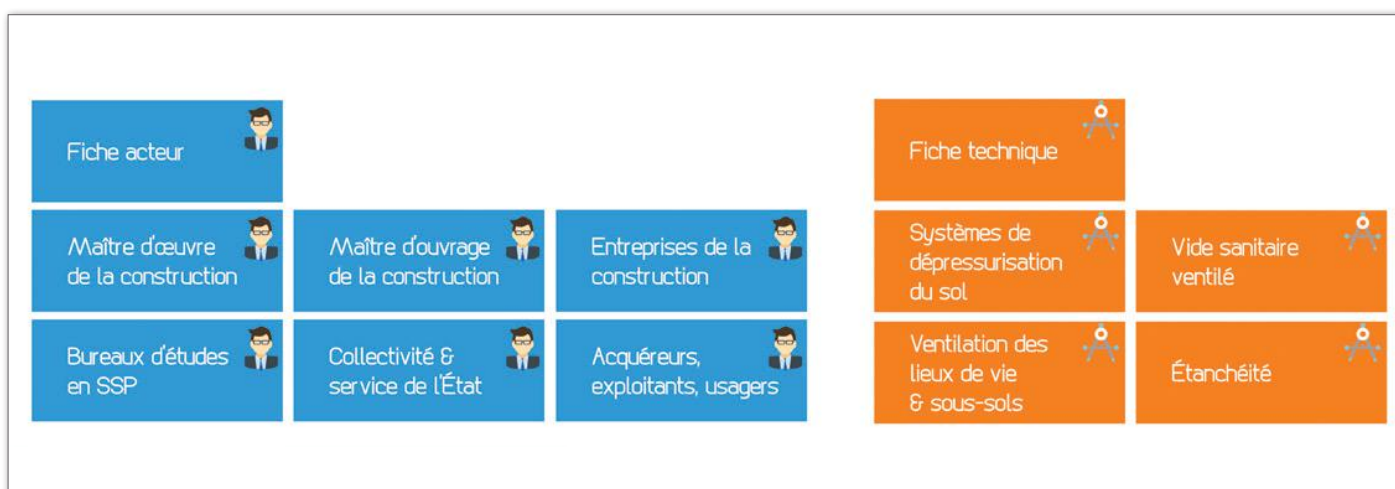 Fiche acteur
Maître d'œuvre
de la construction
Maître d'ouvrage
de la construction
Entreprises de la
construction
Bureaux d'études
en SSP
Collectivité &
service de l'État
Acquéreurs,
exploitants, usagers
Fiche technique
Systèmes de
dépressurisation
du sol
Vide sanitaire
ventilé
Ventilation des
lieux de vie
& sous-sols
Étanchéité